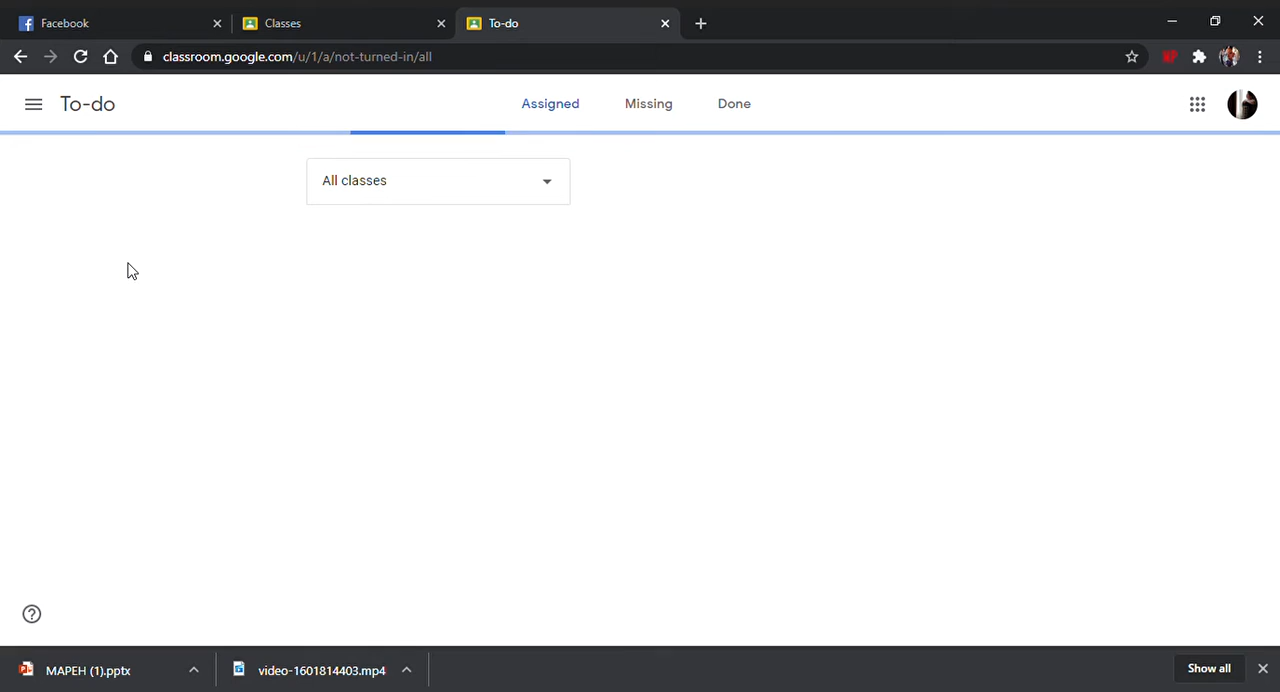 Facebook
Classes
To-do
classroom.google.com/u/1/a/not-turned-in/all
To-do
Assigned
Missing
Done
All classes
MAPEH (1).pptx
video-1601814403.mp4
Show all